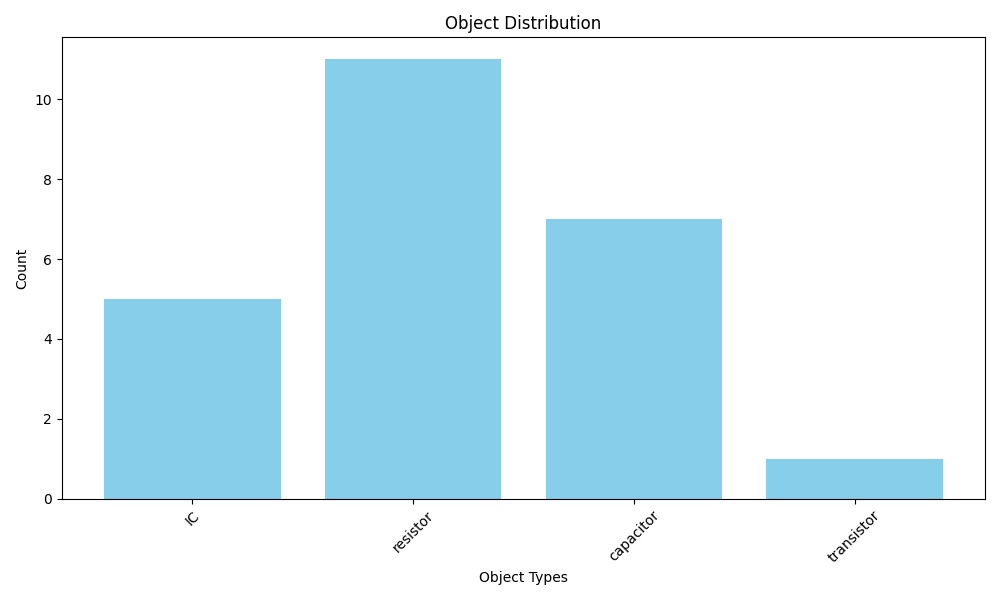 Object Distribution
Count
10
8
6
4
2
0
IC
resistor
capacitor
transistor
Object Types